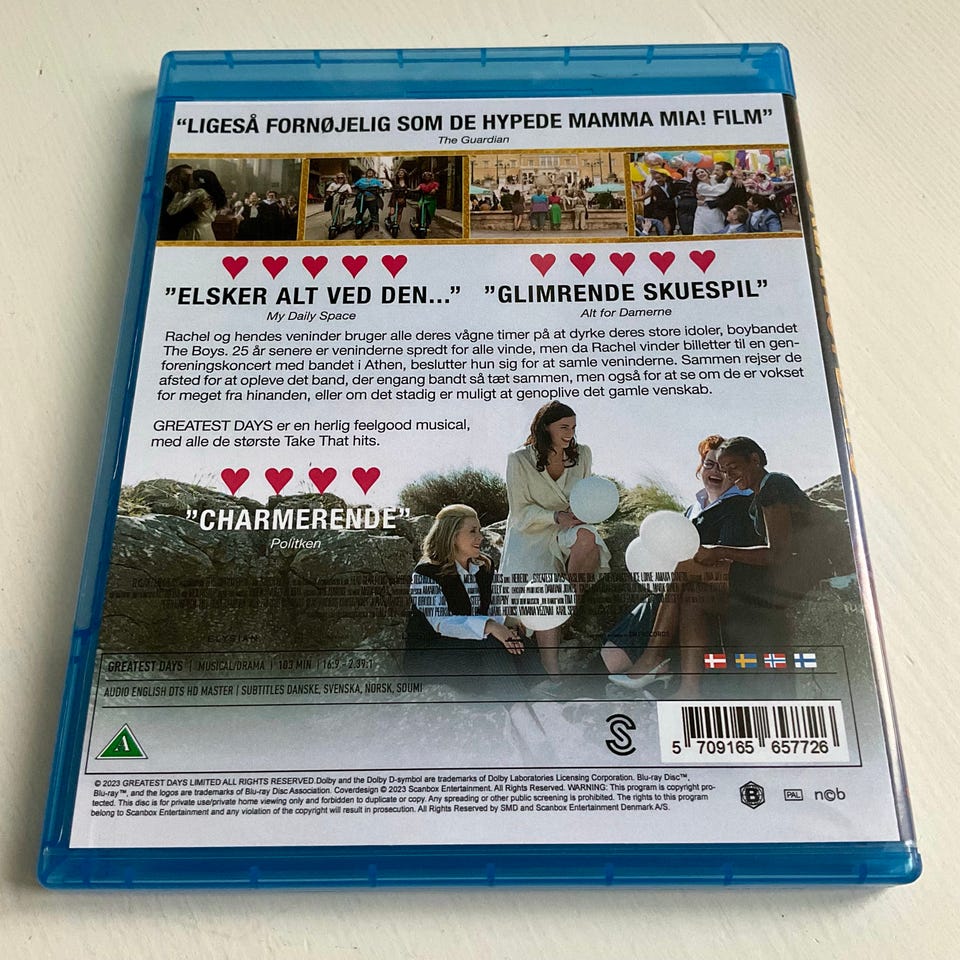 “LIGESÅ FORNØJELIG SOM DE HYPEDE MAMMA MIA! FILM”
The Guardian
”ELSKER ALT VED DEN...”
My Daily Space
”GLIMRENDE SKUESPIL”
Alt for Damerne
Rachel og hendes veninder bruger alle deres vågne timer på at dyrke deres store idoler, boybandet
The Boys. 25 år senere er veninderne spredt for alle vinde, men da Rachel vinder billetter til en gen-
foreningskoncert med bandet i Athen, beslutter hun sig for at samle veninderne. Sammen rejser de
afsted for at opleve det band, der engang bandt så tæt sammen, men også for at se om de er vokset
for meget fra hinanden, eller om det stadig er muligt at genoplive det gamle venskab.
GREATEST DAYS er en herlig feelgood musical,
med alle de største Take That hits.
”CHARMERENDE”
Politken
ELYSIAN
GREATEST DAYS | MUSICAL/DRAMA | 103 MIN | 16:9 - 2.39:1
AUDIO ENGLISH DTS HD MASTER | SUBTITLES DANSKE, SVENSKA, NORSK, SOUMI
A
5 709165 657726
© 2023 GREATEST DAYS LIMITED ALL RIGHTS RESERVED.Dolby and the Dolby D-symbol are trademarks of Dolby Laboratories Licensing Corporation. Blu-ray Disc™,
Blu-ray™, and the logos are trademarks of Blu-ray Disc Association. Coverdesign © 2023 Scanbox Entertainment. All Rights Reserved. WARNING: This program is copyright pro-
tected. This disc is for private use/private home viewing only and forbidden to duplicate or copy. Any spreading or other public screening is prohibited. The rights to this program
belong to Scanbox Entertainment and any violation of the copyright will result in prosecution. All Rights Reserved by SMD and Scanbox Entertainment Denmark A/S.
B
PAL
n©b